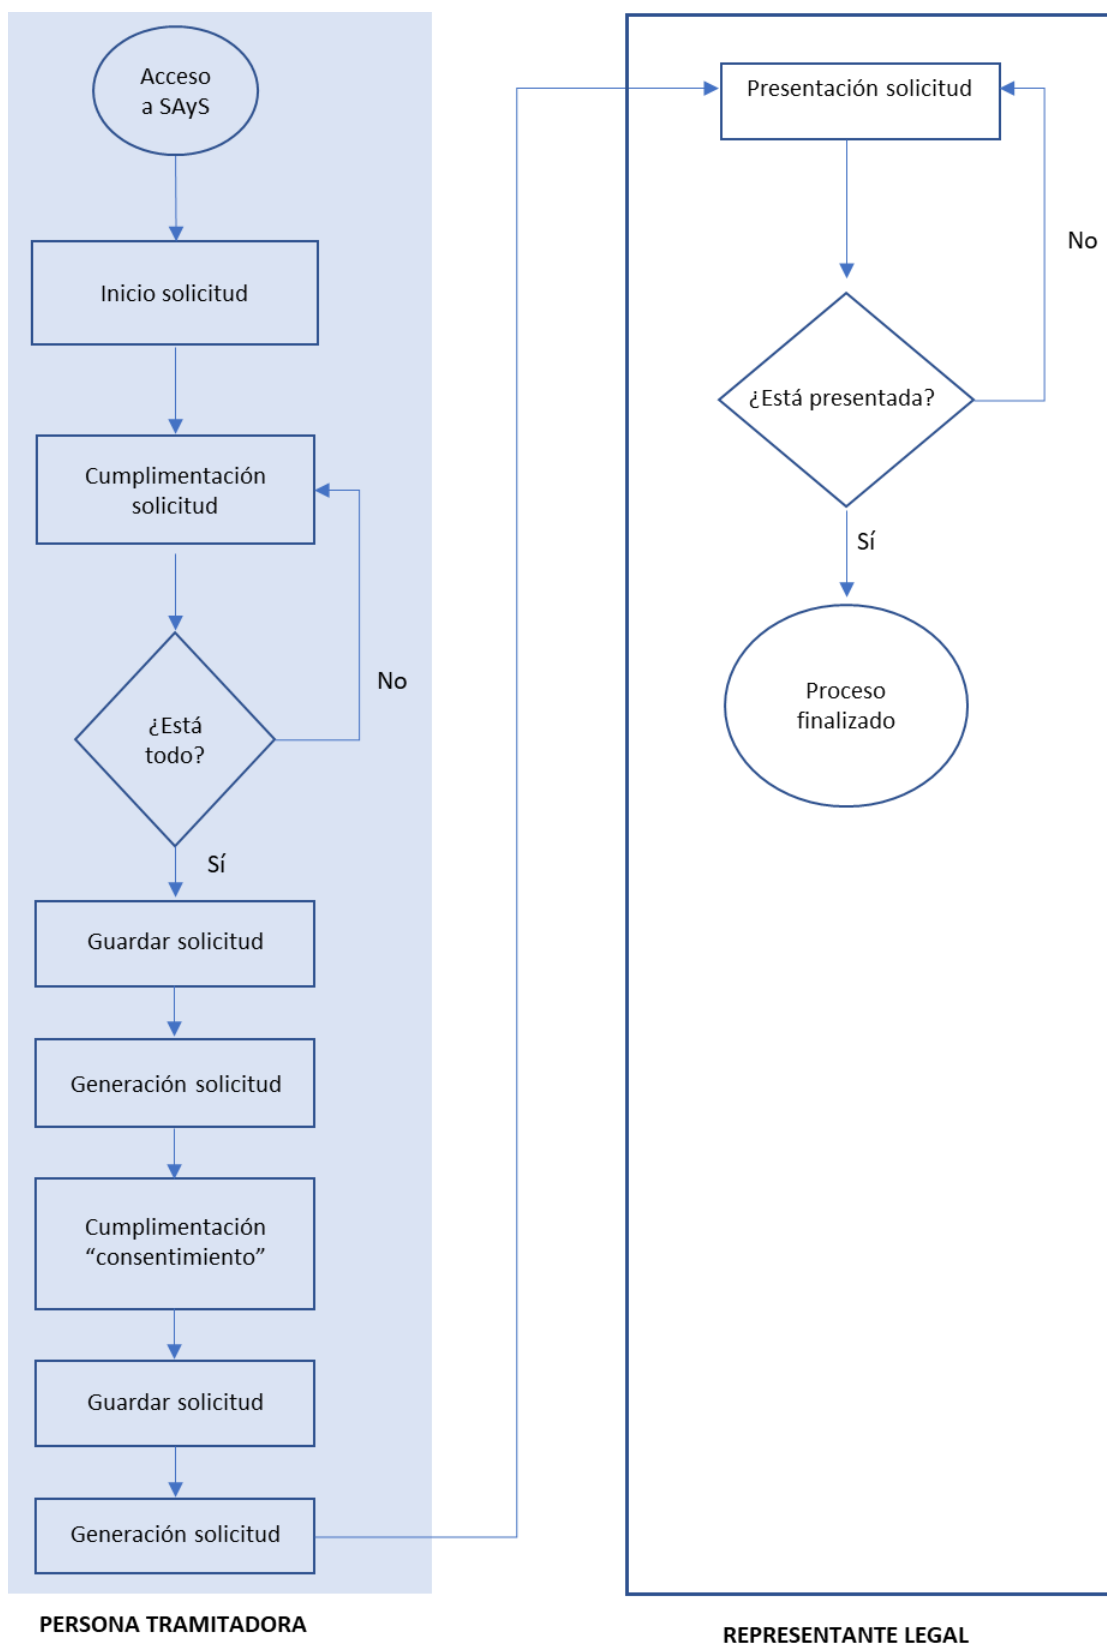 Acceso
a SAyS
Inicio solicitud
Cumplimentación
solicitud
No
¿Está
todo?
Sí
Guardar solicitud
Generación solicitud
Cumplimentación
“consentimiento”
Guardar solicitud
Generación solicitud
PERSONA TRAMITADORA
Presentación solicitud
No
¿Está presentada?
Sí
Proceso
finalizado
REPRESENTANTE LEGAL